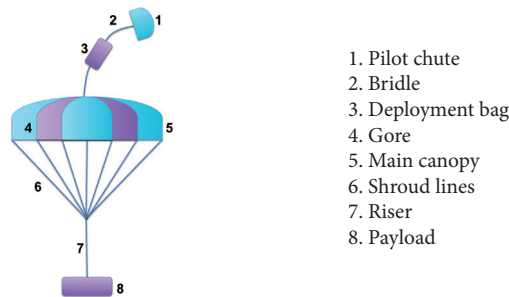 2
1
3
4
5
6
7
8
1. Pilot chute
2. Bridle
3. Deployment bag
4. Gore
5. Main canopy
6. Shroud lines
7. Riser
8. Payload